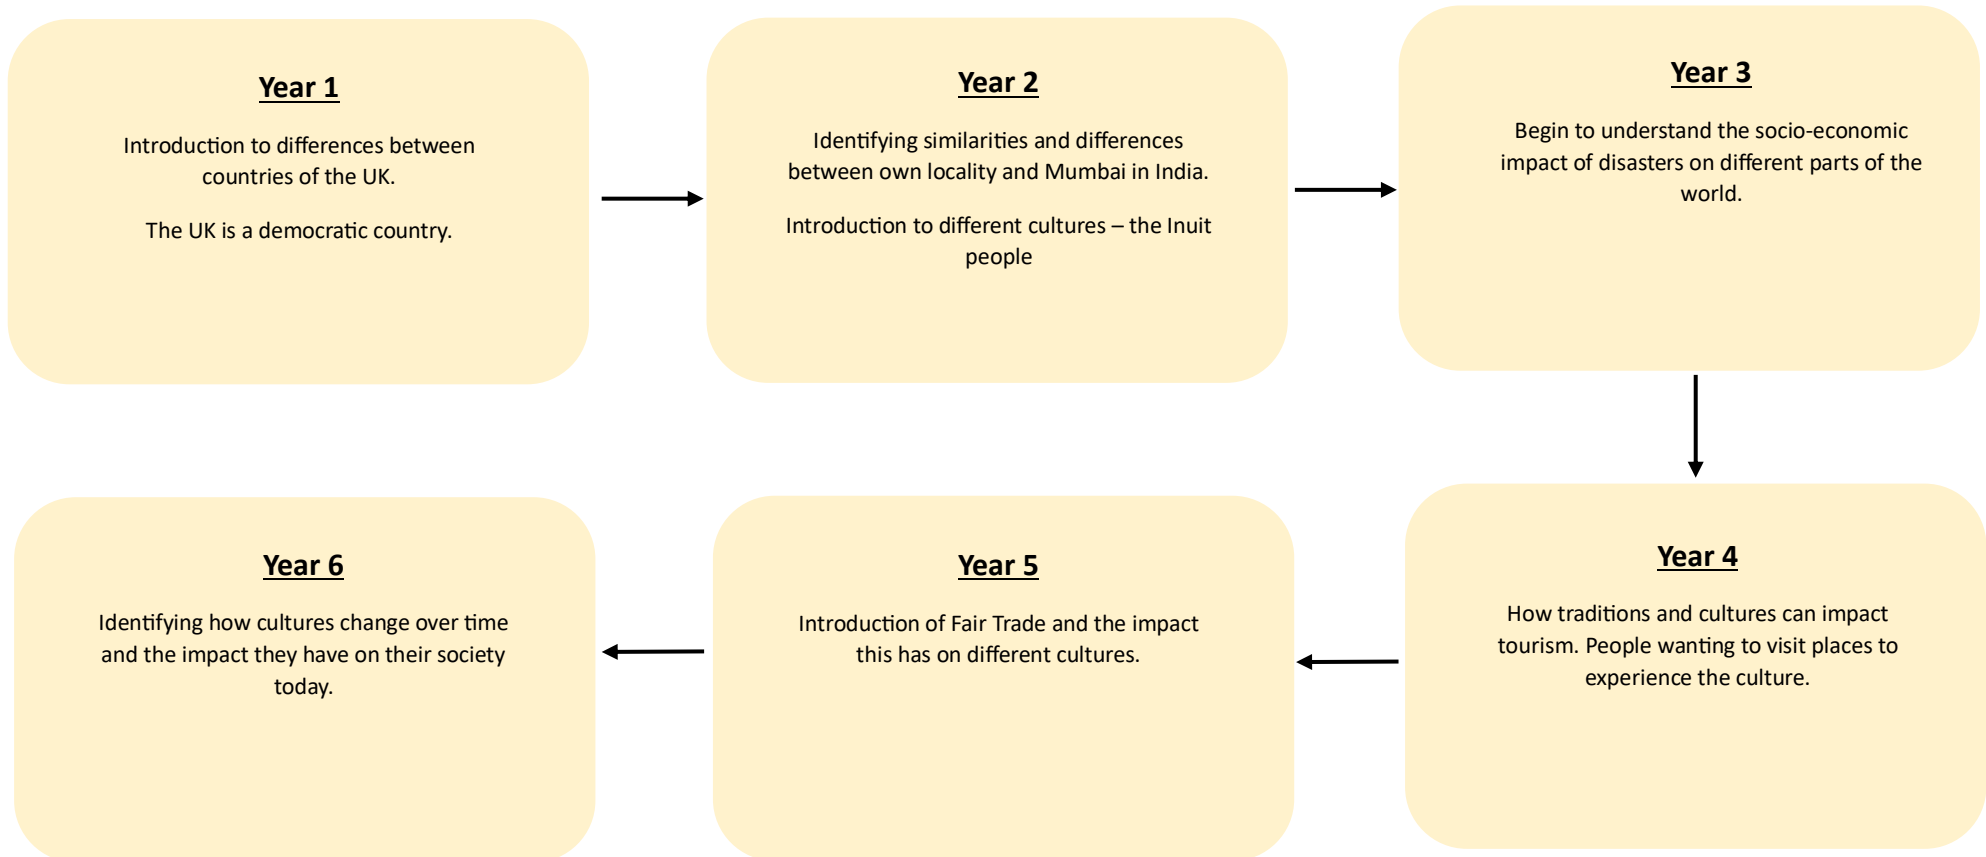 Year 1
Introduction to differences between
countries of the UK.
The UK is a democratic country.
Year 2
Identifying similarities and differences
between own locality and Mumbai in India.
Introduction to different cultures – the Inuit
people
Year 3
Begin to understand the socio-economic
impact of disasters on different parts of the
world.
Year 4
How traditions and cultures can impact
tourism. People wanting to visit places to
experience the culture.
Year 5
Introduction of Fair Trade and the impact
this has on different cultures.
Year 6
Identifying how cultures change over time
and the impact they have on their society
today.